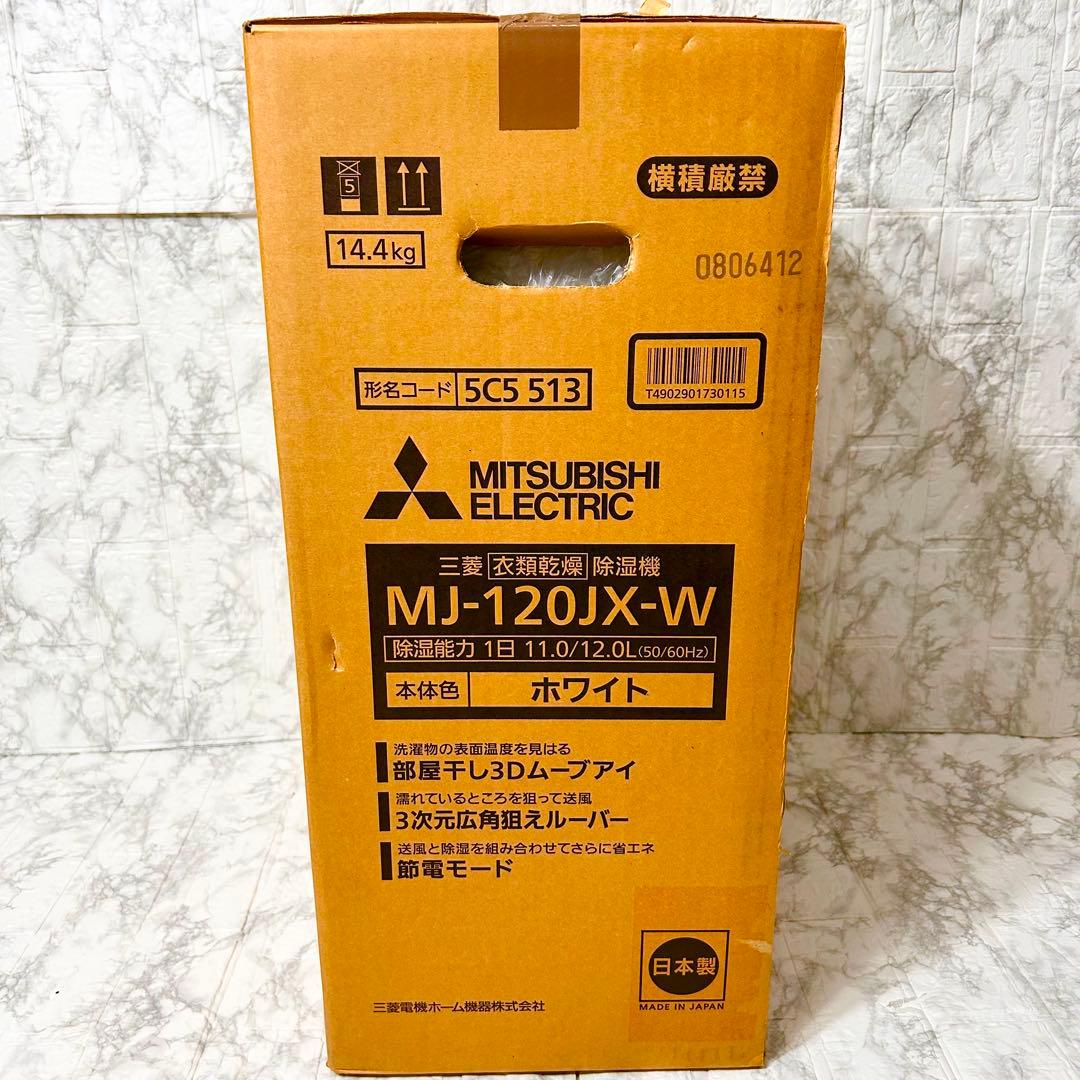 5
横積厳禁
14.4kg
0806412
T4902901730115
形名コード 5C5 513
MITSUBISHI
ELECTRIC
三菱 衣類乾燥 除湿機
MJ-120JX-W
除湿能力 1日 11.0/12.0L(50/60Hz)
本体色 ホワイト
洗濯物の表面温度を見はる
部屋干し3Dムーブアイ
濡れているところを狙って送風
3次元広角狙えルーバー
送風と除湿を組み合わせてさらに省エネ
節電モード
日本製
MADE IN JAPAN
三菱電機ホーム機器株式会社